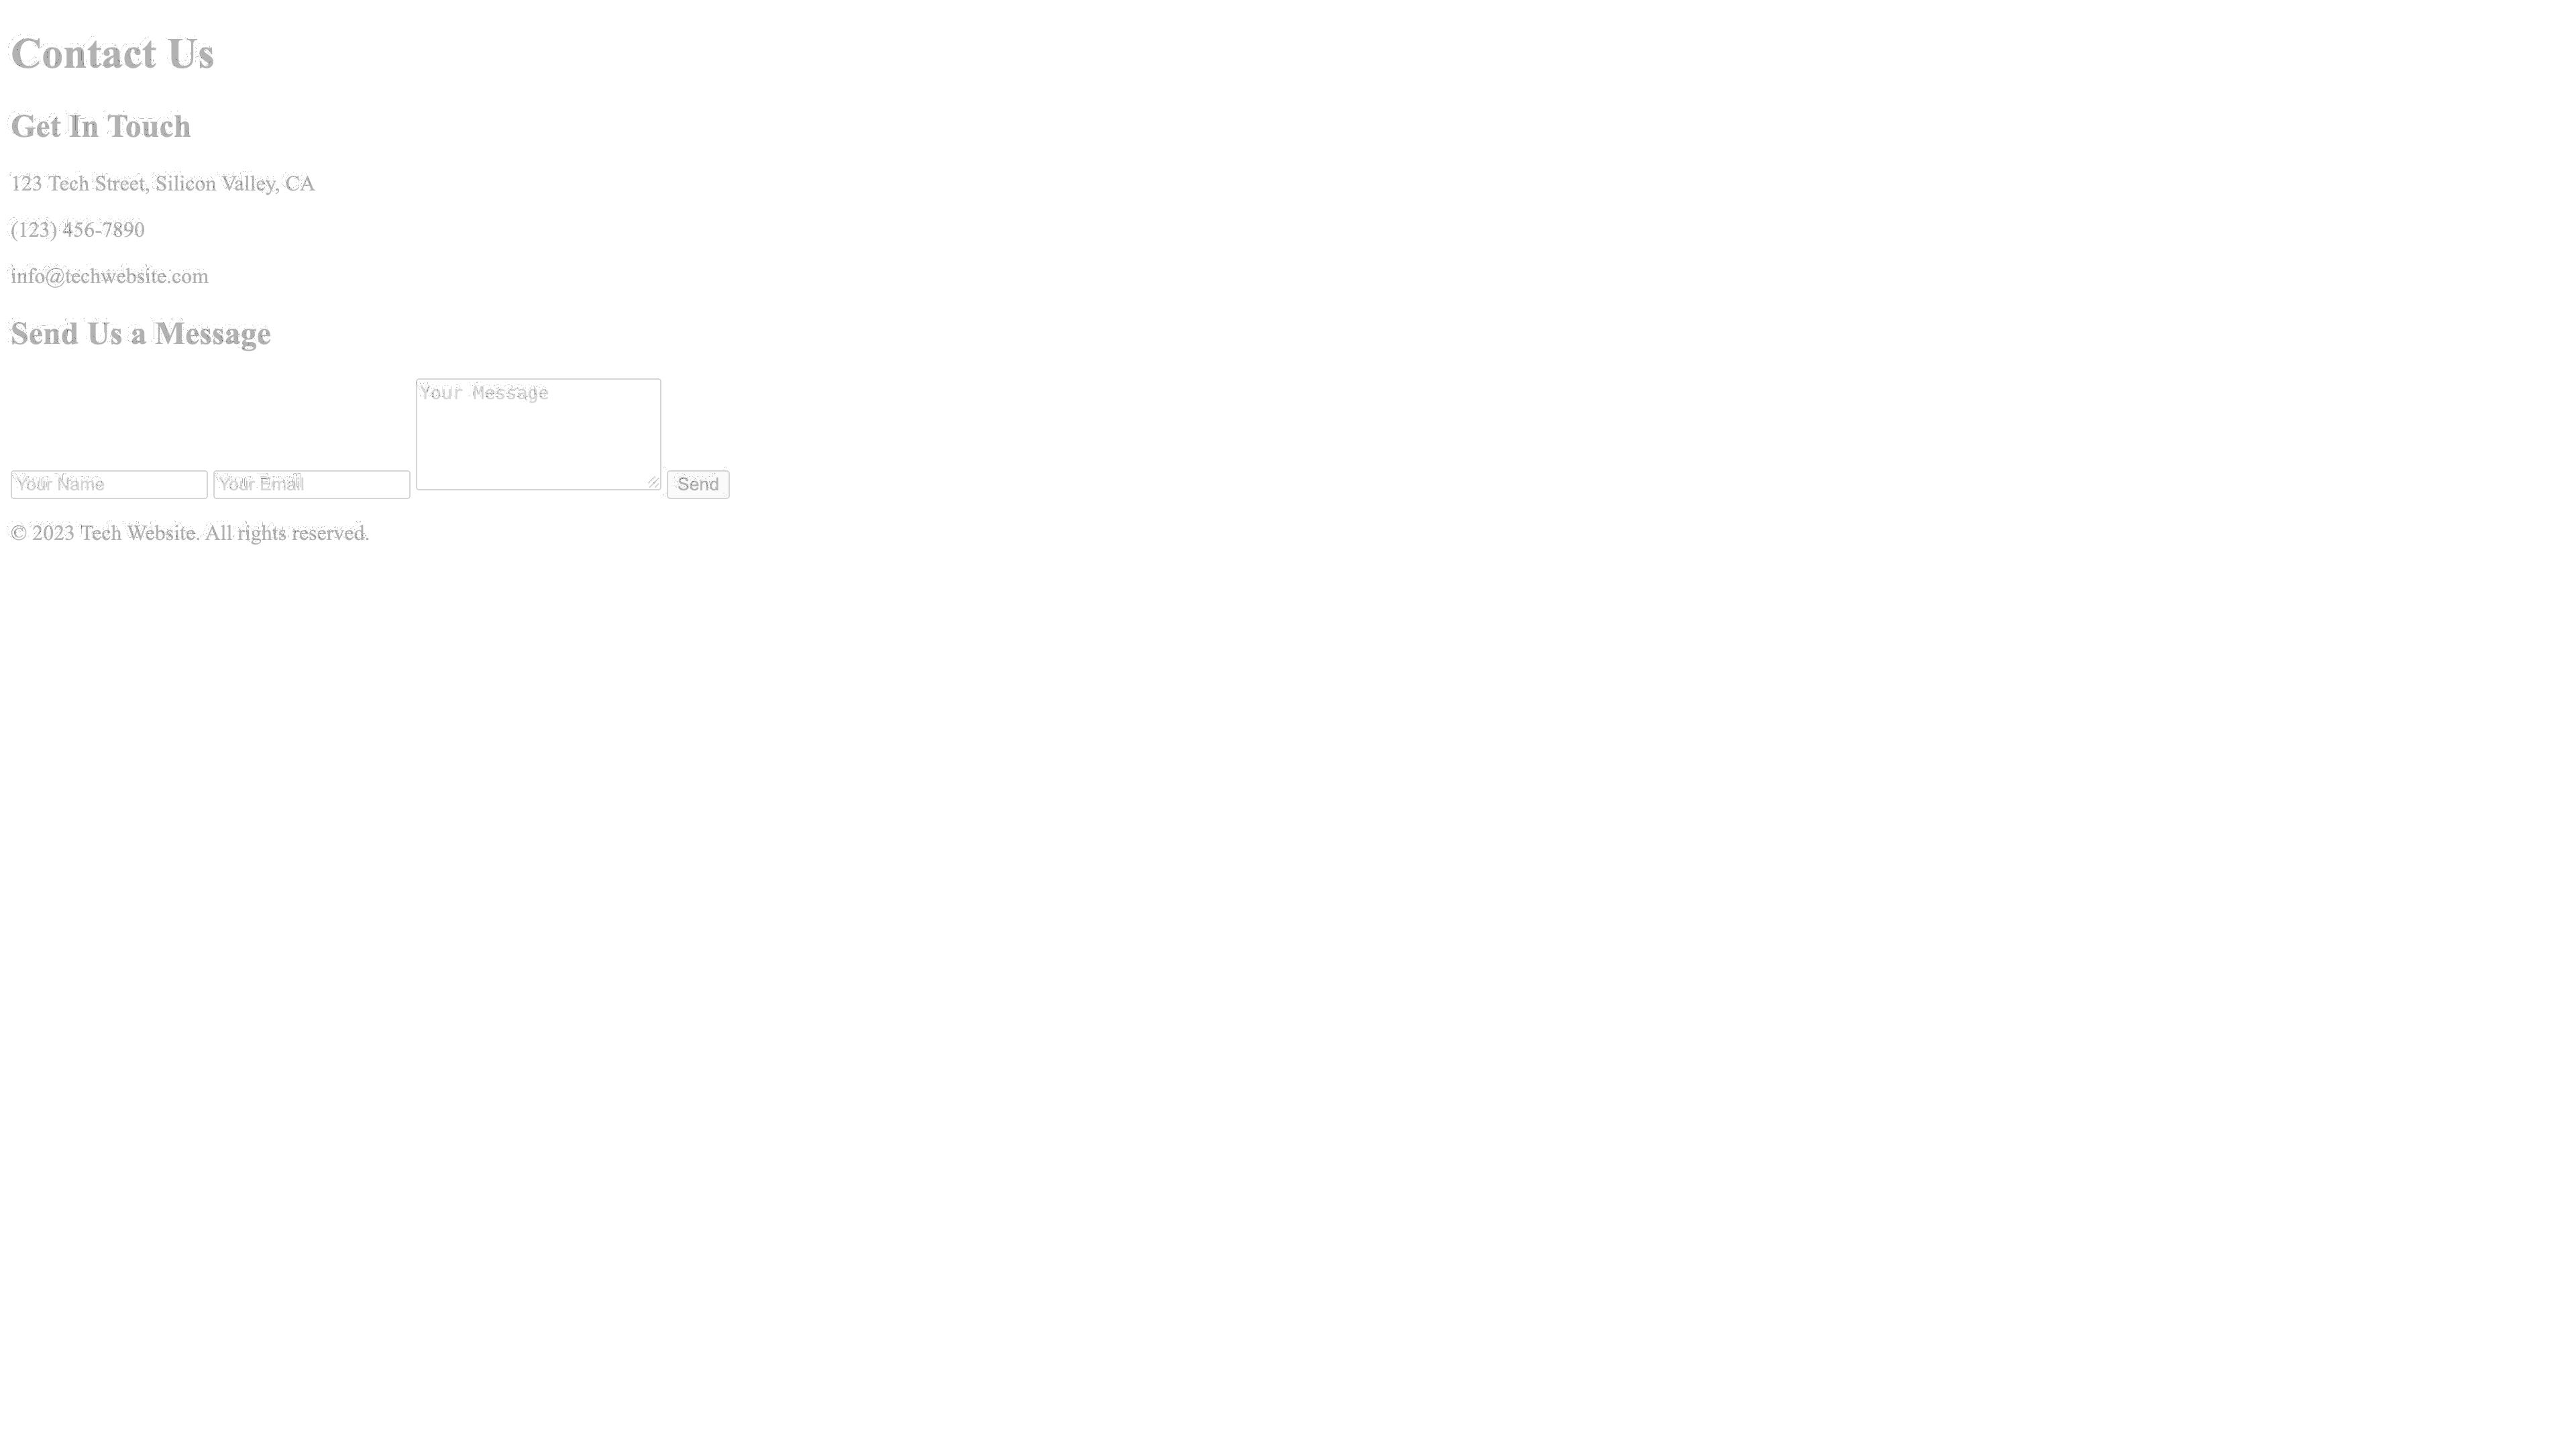 Contact Us
Get In Touch
123 Tech Street, Silicon Valley, CA
(123) 456-7890
info@techwebsite.com
Send Us a Message
Your Message
Your Name Your Email Send
© 2023 Tech Website. All rights reserved.